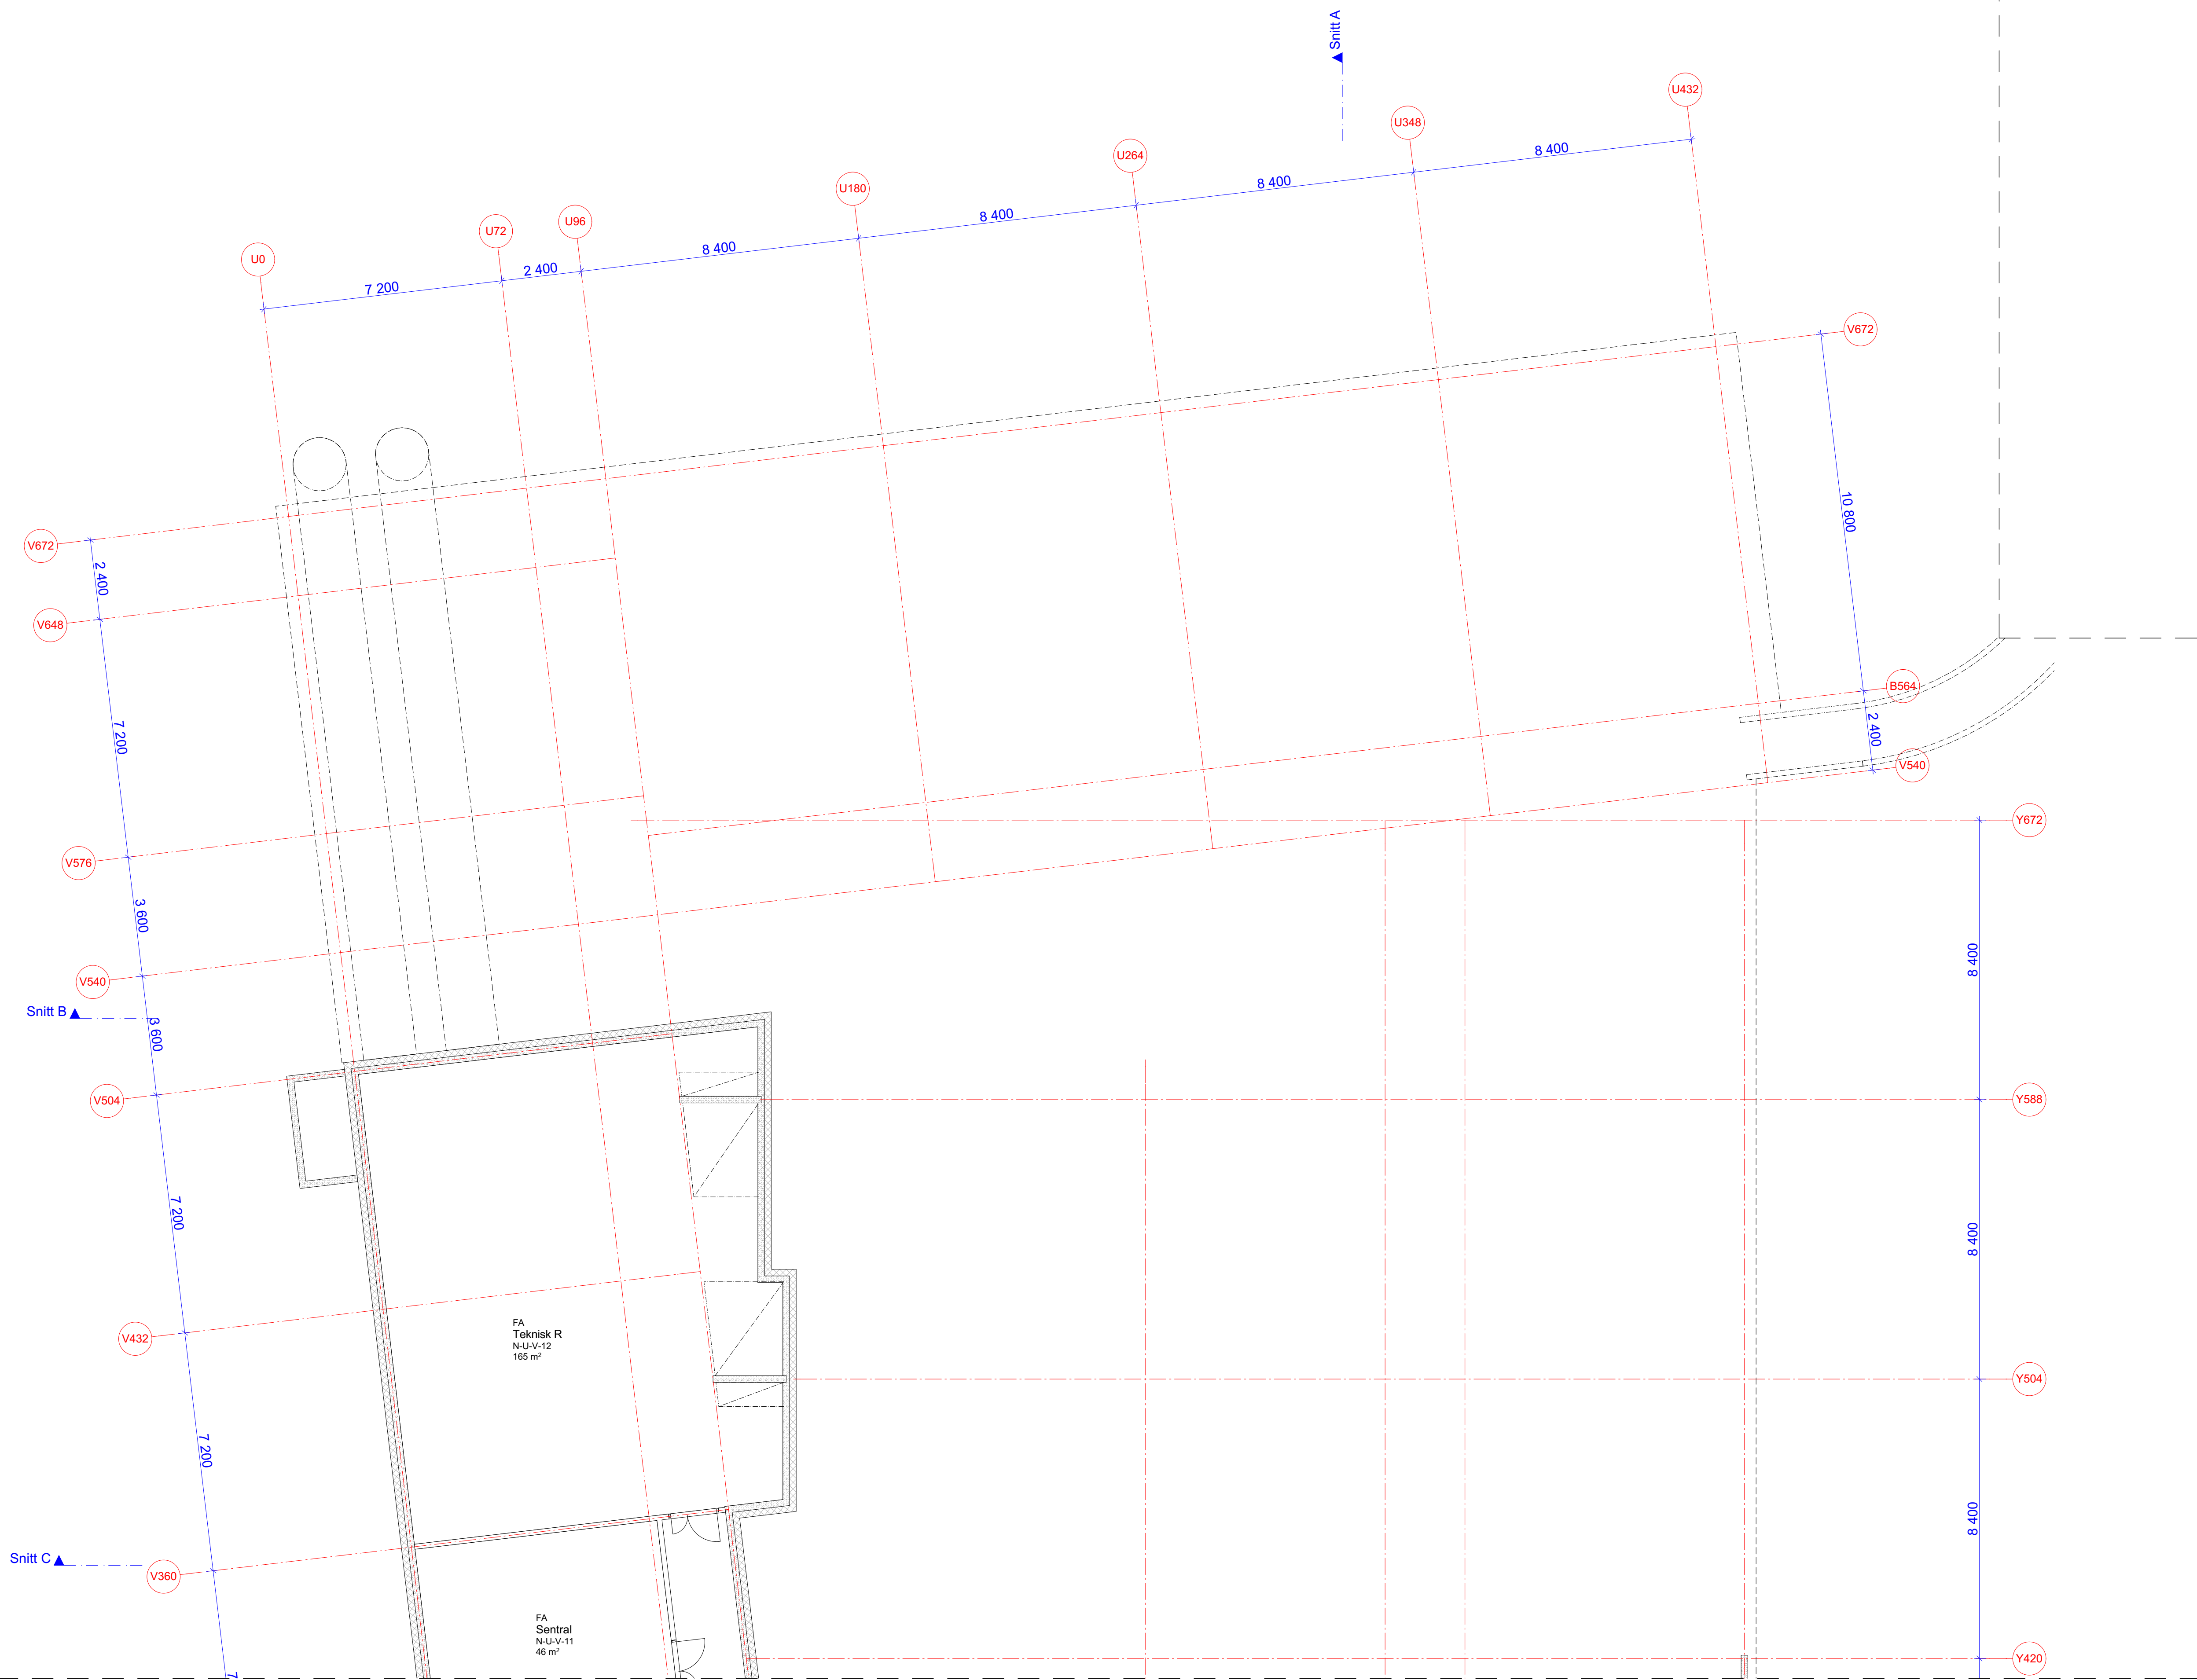 Snitt A
U432
U348
U264
U180
U96
U72
U0
8 400
8 400
8 400
8 400
2 400
7 200
V672
10 800
B564
2 400
V540
V672
2 400
V648
7 200
V576
3 600
V540
Snitt B
3 600
V504
7 200
V432
7 200
Snitt C
V360
7
Y672
8 400
Y588
8 400
Y504
8 400
Y420
FA
Teknisk R
N-U-V-12
165 m²
FA
Sentral
N-U-V-11
46 m²